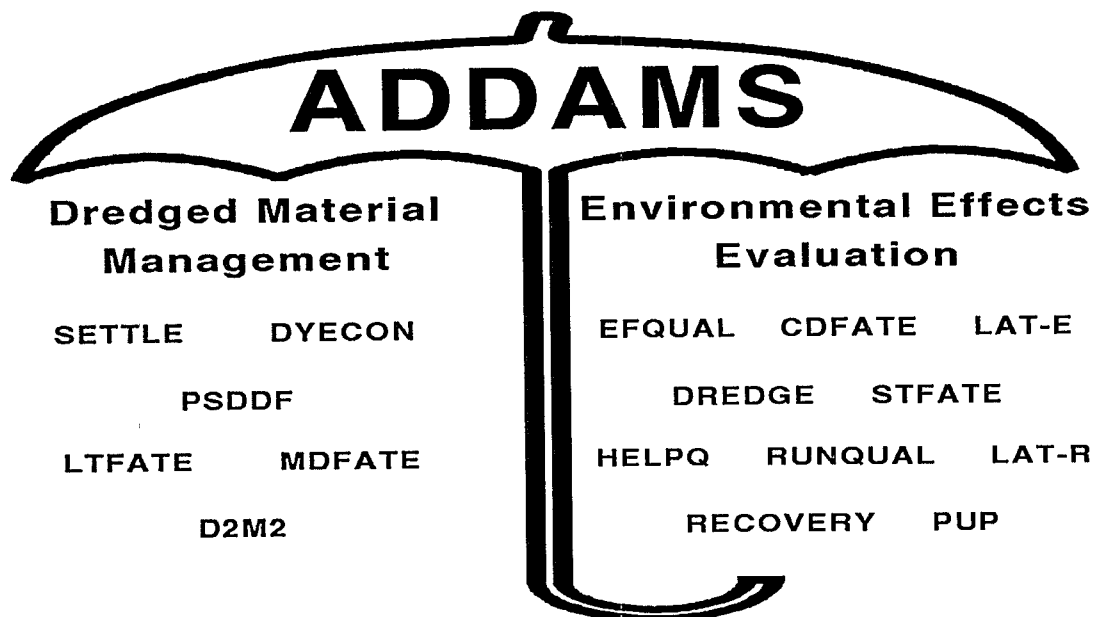 ADDAMS
Dredged Material
Management
SETTLE DYECON
PSDDF
LTFATE MDFATE
D2M2
Environmental Effects
Evaluation
EFQUAL CDFATE LAT-E
DREDGE STFATE
HELPQ RUNQUAL LAT-R
RECOVERY PUP